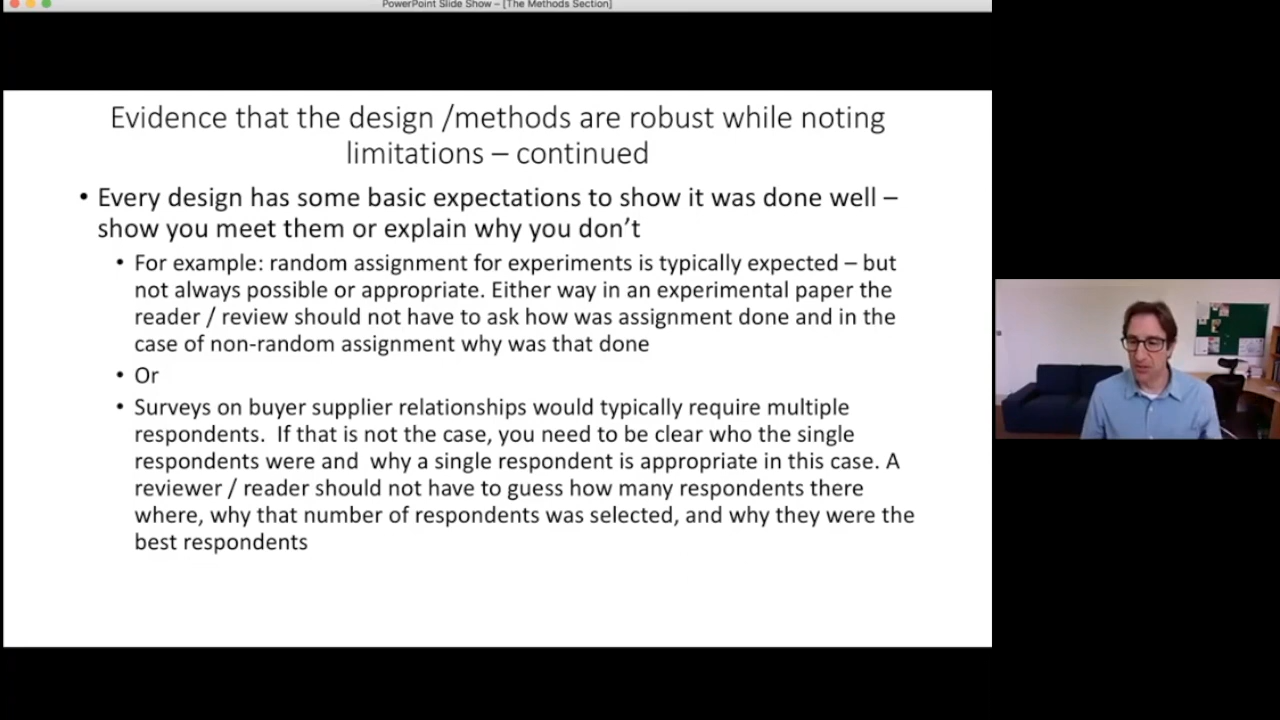 PowerPoint Slide Show – [The Methods Section]
Evidence that the design /methods are robust while noting
limitations – continued
• Every design has some basic expectations to show it was done well –
show you meet them or explain why you don’t
• For example: random assignment for experiments is typically expected – but
not always possible or appropriate. Either way in an experimental paper the
reader / review should not have to ask how was assignment done and in the
case of non-random assignment why was that done
• Or
• Surveys on buyer supplier relationships would typically require multiple
respondents.  If that is not the case, you need to be clear who the single
respondents were and  why a single respondent is appropriate in this case. A
reviewer / reader should not have to guess how many respondents there
where, why that number of respondents was selected, and why they were the
best respondents